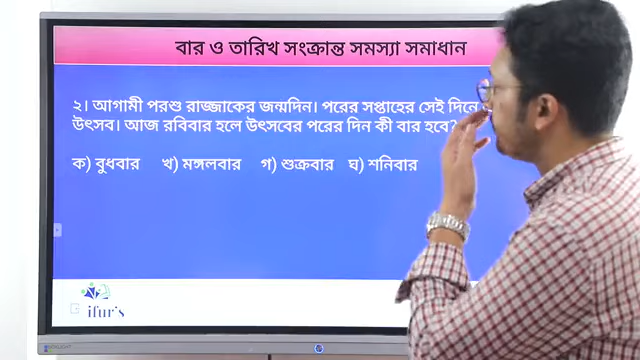 বার ও তারিখ সংক্রান্ত সমস্যা সমাধান
২। আগামী পরশু রাজ্জাকের জন্মদিন। পরের সপ্তাহের সেই দিনে
উৎসব। আজ রবিবার হলে উৎসবের পরের দিন কী বার হবে?
ক) বুধবার খ) মঙ্গলবার গ) শুক্রবার ঘ) শনিবার
ifur's